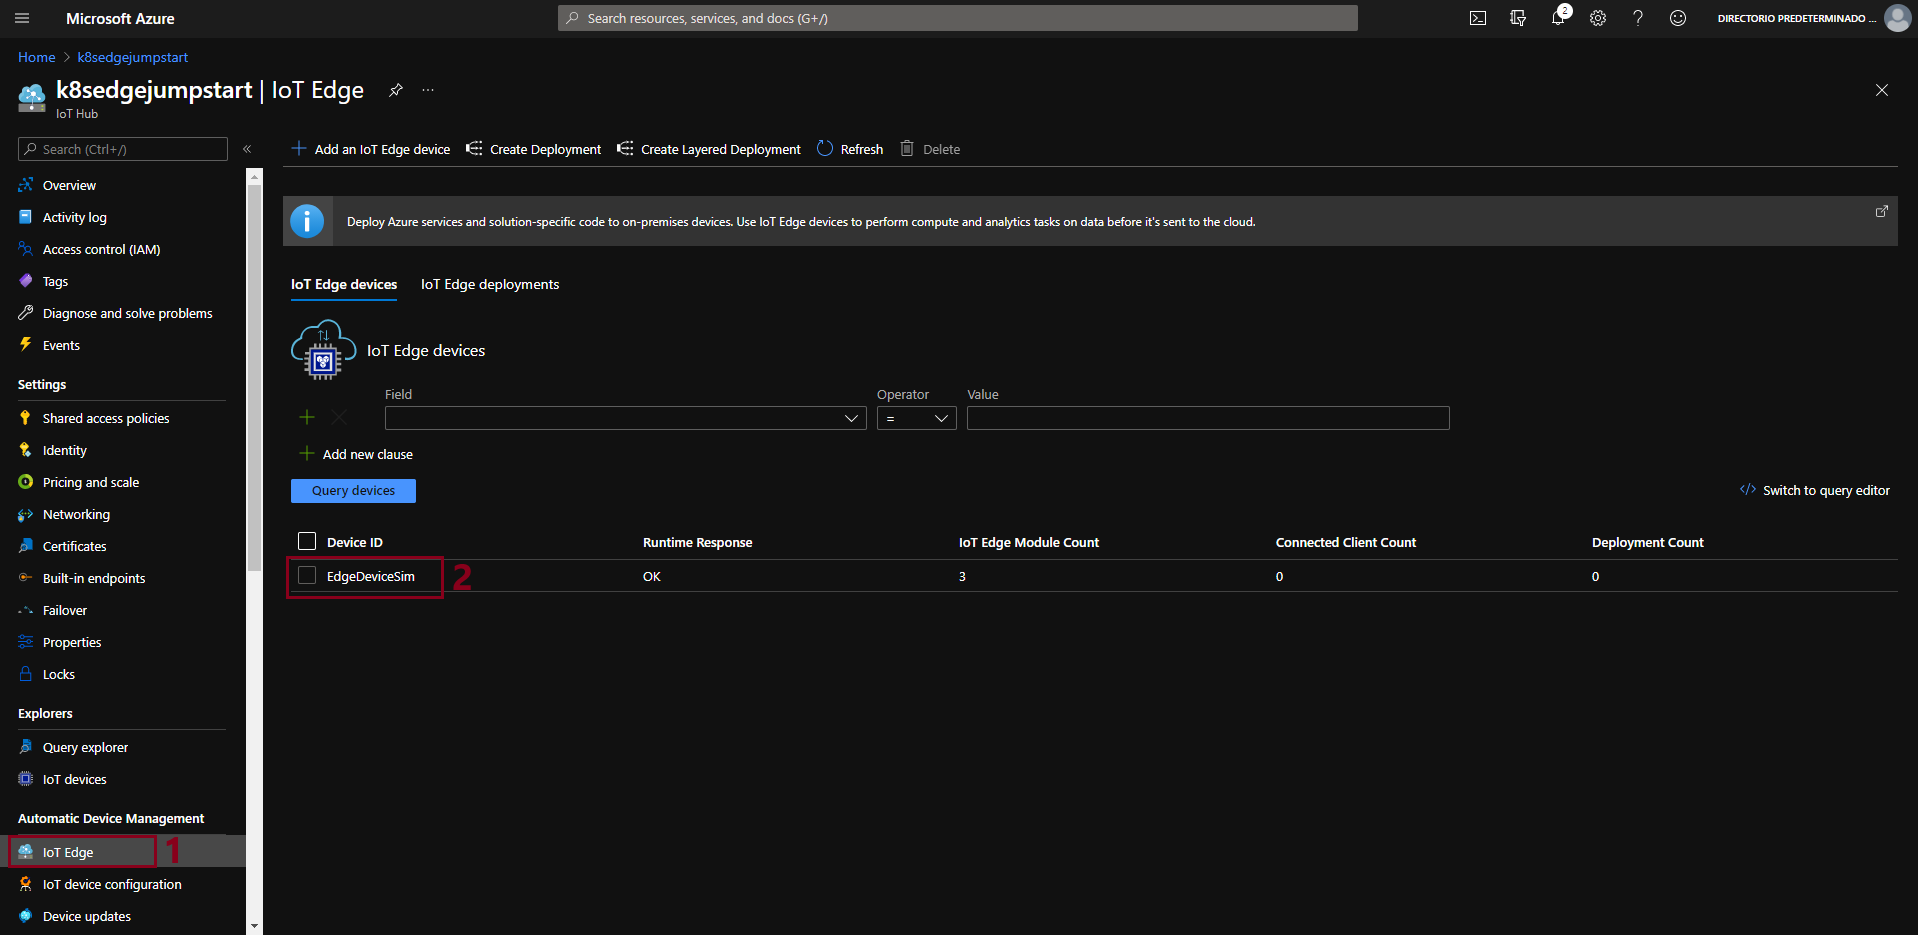 Microsoft Azure
Search resources, services, and docs (G+/)
2
DIRECTORIO PREDETERMINADO ...
Home > k8sedgejumpstart
k8sedgejumpstart | IoT Edge
...
IoT Hub
Search (Ctrl+/)
«
Overview
Activity log
Access control (IAM)
Tags
Diagnose and solve problems
Events
Settings
Shared access policies
Identity
Pricing and scale
Networking
Certificates
Built-in endpoints
Failover
Properties
Locks
Explorers
Query explorer
IoT devices
Automatic Device Management
IoT Edge 1
IoT device configuration
Device updates
Add an IoT Edge device Create Deployment Create Layered Deployment Refresh Delete
Deploy Azure services and solution-specific code to on-premises devices. Use IoT Edge devices to perform compute and analytics tasks on data before it's sent to the cloud.
IoT Edge devices IoT Edge deployments
IoT Edge devices
Field Operator Value
=
Add new clause
Query devices
</> Switch to query editor
Device ID Runtime Response IoT Edge Module Count Connected Client Count Deployment Count
EdgeDeviceSim 2 OK 3 0 0